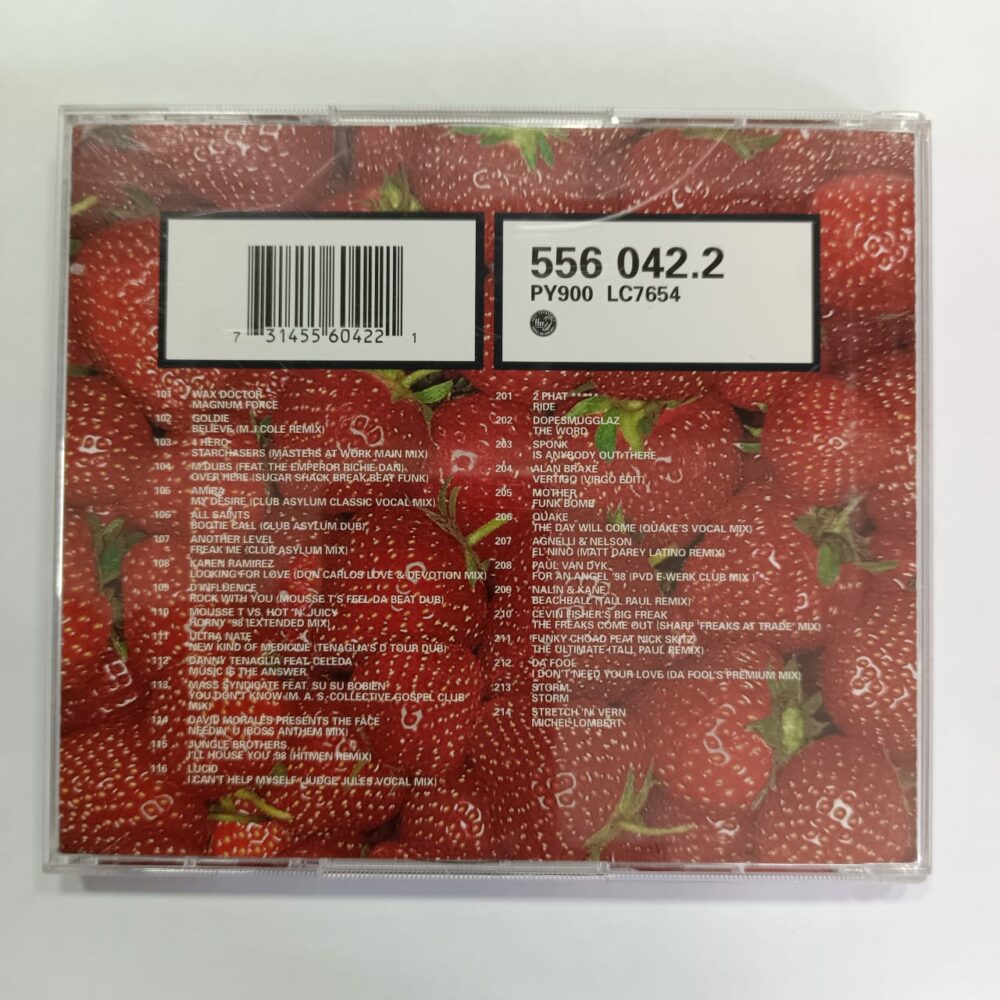 7 31455 60422 1
556 042.2
PY900 LC7654
101 WAX DOCTOR
MAGNUM FORCE
102 GOLDIE
BELIEVE (M.J.COLE REMIX)
103 4 HERO
STARCHASERS (MASTERS AT WORK MAIN MIX)
104 M DUBS (FEAT. THE EMPEROR RICHIE DAN)
OVER HERE (SUGAR SHACK BREAK BEAT FUNK)
105 AMIRA
MY DESIRE (CLUB ASYLUM CLASSIC VOCAL MIX)
106 ALL SAINTS
BOOTIE CALL (CLUB ASYLUM DUB)
107 ANOTHER LEVEL
FREAK ME (CLUB ASYLUM MIX)
108 KAREN RAMIREZ
LOOKING FOR LOVE (DON CARLOS LOVE & DEVOTION MIX)
109 D'INFLUENCE
ROCK WITH YOU (MOUSSE T'S FEEL DA BEAT DUB)
110 MOUSSE T VS. HOT 'N' JUICY
HORNY '98 (EXTENDED MIX)
111 ULTRA NATE
NEW KIND OF MEDICINE (TENAGLIA'S D TOUR DUB)
112 DANNY TENAGLIA FEAT. CELEDA
MUSIC IS THE ANSWER
113 MASS SYNDICATE FEAT. SU SU BOBIEN
YOU DON'T KNOW (M. A. S. COLLECTIVE GOSPEL CLUB
MIX)
114 DAVID MORALES PRESENTS THE FACE
NEEDIN' U (BOSS ANTHEM MIX)
115 JUNGLE BROTHERS
I'LL HOUSE YOU '98 (HITMEN REMIX)
116 LUCID
I CAN'T HELP MYSELF (JUDGE JULES VOCAL MIX)
201 2 PHAT *****
RIDE
202 DOPESMUGGLAZ
THE WORD
203 SPONK
IS ANYBODY OUT THERE
204 ALAN BRAXE
VERTIGO (VIRGO EDIT)
205 MOTHER
FUNK BOMB
206 QUAKE
THE DAY WILL COME (QUAKE'S VOCAL MIX)
207 AGNELLI & NELSON
EL NINO (MATT DAREY LATINO REMIX)
208 PAUL VAN DYK
FOR AN ANGEL '98 (PVD E-WERK CLUB MIX )
209 NALIN & KANE
BEACHBALL (TALL PAUL REMIX)
210 CEVIN FISHER'S BIG FREAK
THE FREAKS COME OUT (SHARP 'FREAKS AT TRADE' MIX)
211 FUNKY CHOAD FEAT NICK SKITZ
THE ULTIMATE (TALL PAUL REMIX)
212 DA FOOL
I DON'T NEED YOUR LOVE (DA FOOL'S PREMIUM MIX)
213 STORM
STORM
214 STRETCH 'N' VERN
MICHEL LOMBERT